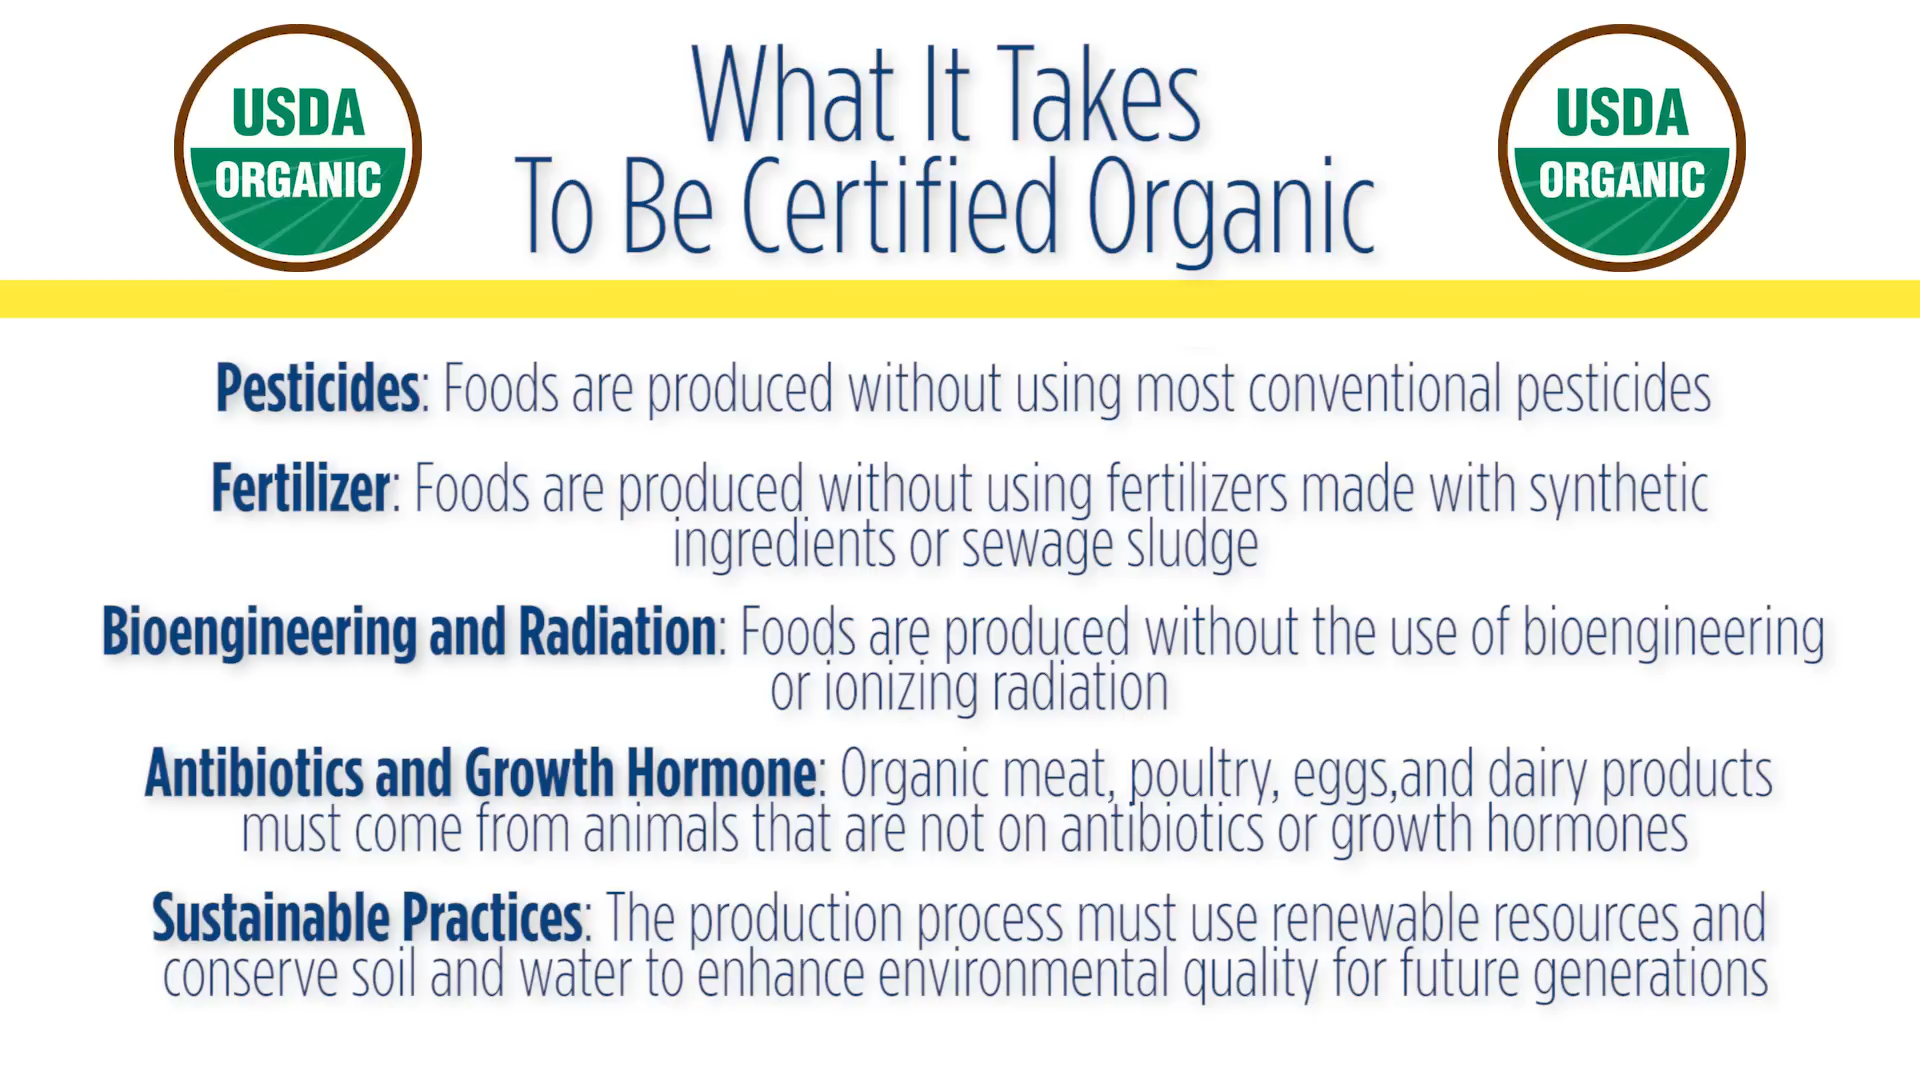 USDA
ORGANIC
What It Takes
To Be Certified Organic
USDA
ORGANIC
Pesticides: Foods are produced without using most conventional pesticides
Fertilizer: Foods are produced without using fertilizers made with synthetic
ingredients or sewage sludge
Bioengineering and Radiation: Foods are produced without the use of bioengineering
or ionizing radiation
Antibiotics and Growth Hormone: Organic meat, poultry, eggs,and dairy products
must come from animals that are not on antibiotics or growth hormones
Sustainable Practices: The production process must use renewable resources and
conserve soil and water to enhance environmental quality for future generations